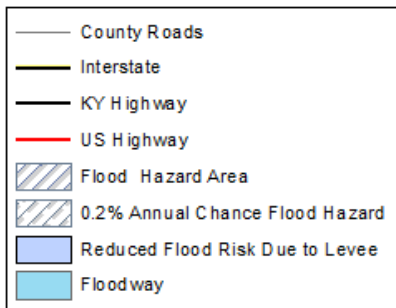 County Roads
Interstate
KY Highway
US Highway
Flood Hazard Area
0.2% Annual Chance Flood Hazard
Reduced Flood Risk Due to Levee
Floodway